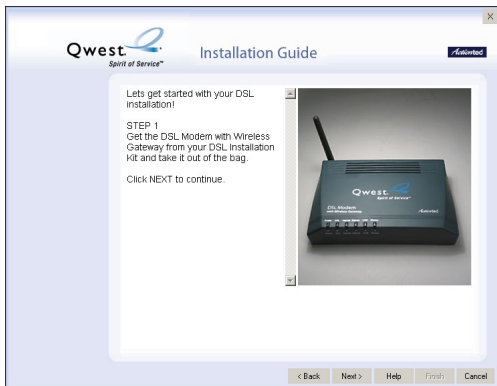 X
Qwest
Spirit of Service™
Installation Guide
Actiontec
Lets get started with your DSL
installation!
STEP 1
Get the DSL Modem with Wireless
Gateway from your DSL Installation
Kit and take it out of the bag.
Click NEXT to continue.
Qwest
Spirit of Service
DSL Modem
with Wireless Gateway
Actiontec
< Back
Next >
Help
Finish
Cancel